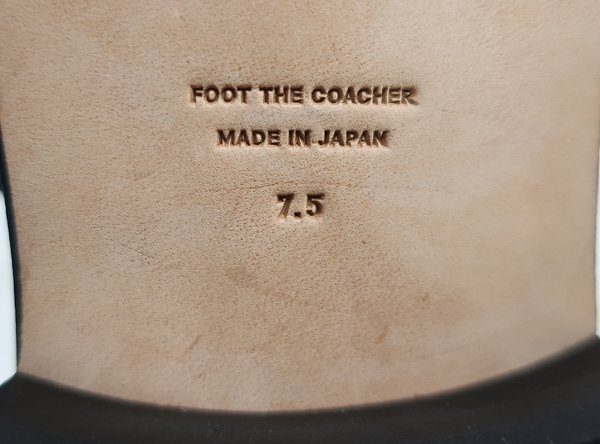 FOOT THE COACHER
MADE IN JAPAN
7.5